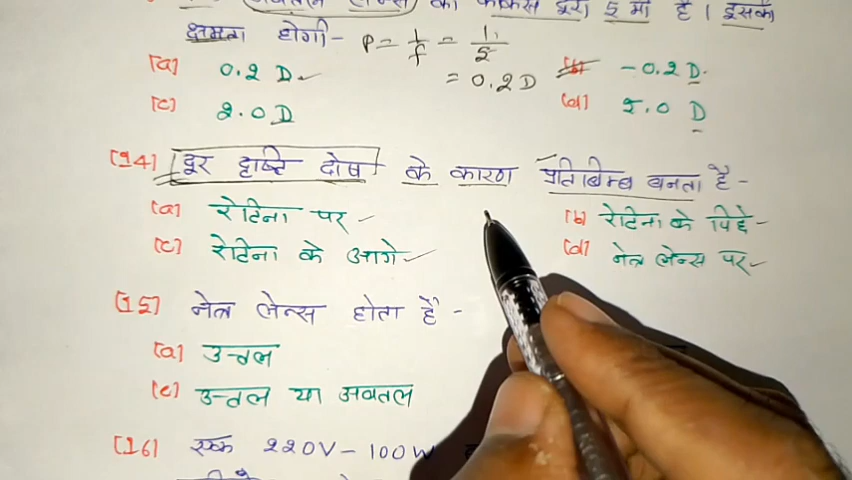 अवतल लेन्स का फोकस दूरी 5 मी है। इसकी
क्षमता होगी- P = 1/f = 1/5
[a] 0.2 D [b] -0.2 D
= 0.2 D
[c] 2.0 D [d] 5.0 D
[14] दूर दृष्टि दोष के कारण प्रतिबिम्ब बनता है -
[a] रेटिना पर [b] रेटिना के पिछे
[c] रेटिना के आगे [d] नेत्र लेन्स पर
[15] नेत्र लेन्स होता है -
[a] उत्तल
[c] उत्तल या अवतल
[16] एक 220V-100W